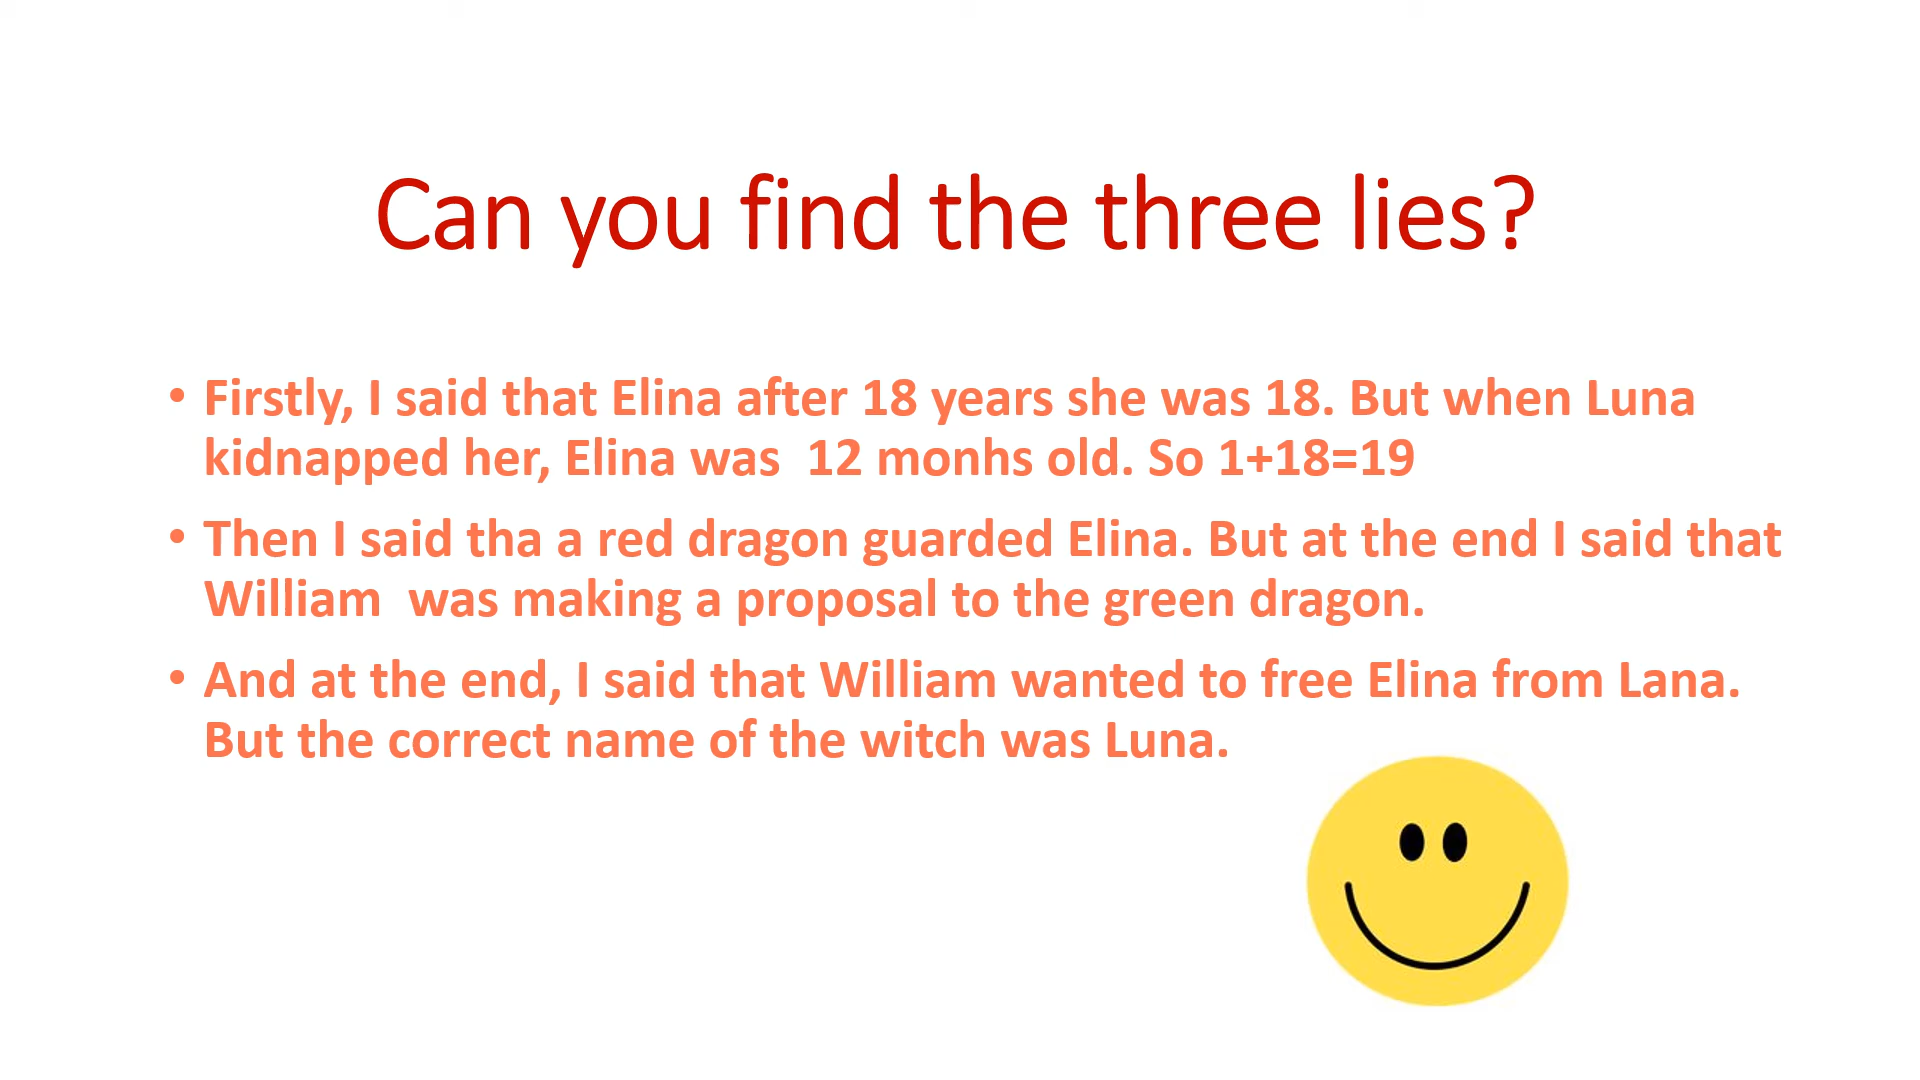 Can you find the three lies?
• Firstly, I said that Elina after 18 years she was 18. But when Luna
kidnapped her, Elina was  12 monhs old. So 1+18=19
• Then I said tha a red dragon guarded Elina. But at the end I said that
William  was making a proposal to the green dragon.
• And at the end, I said that William wanted to free Elina from Lana.
But the correct name of the witch was Luna.